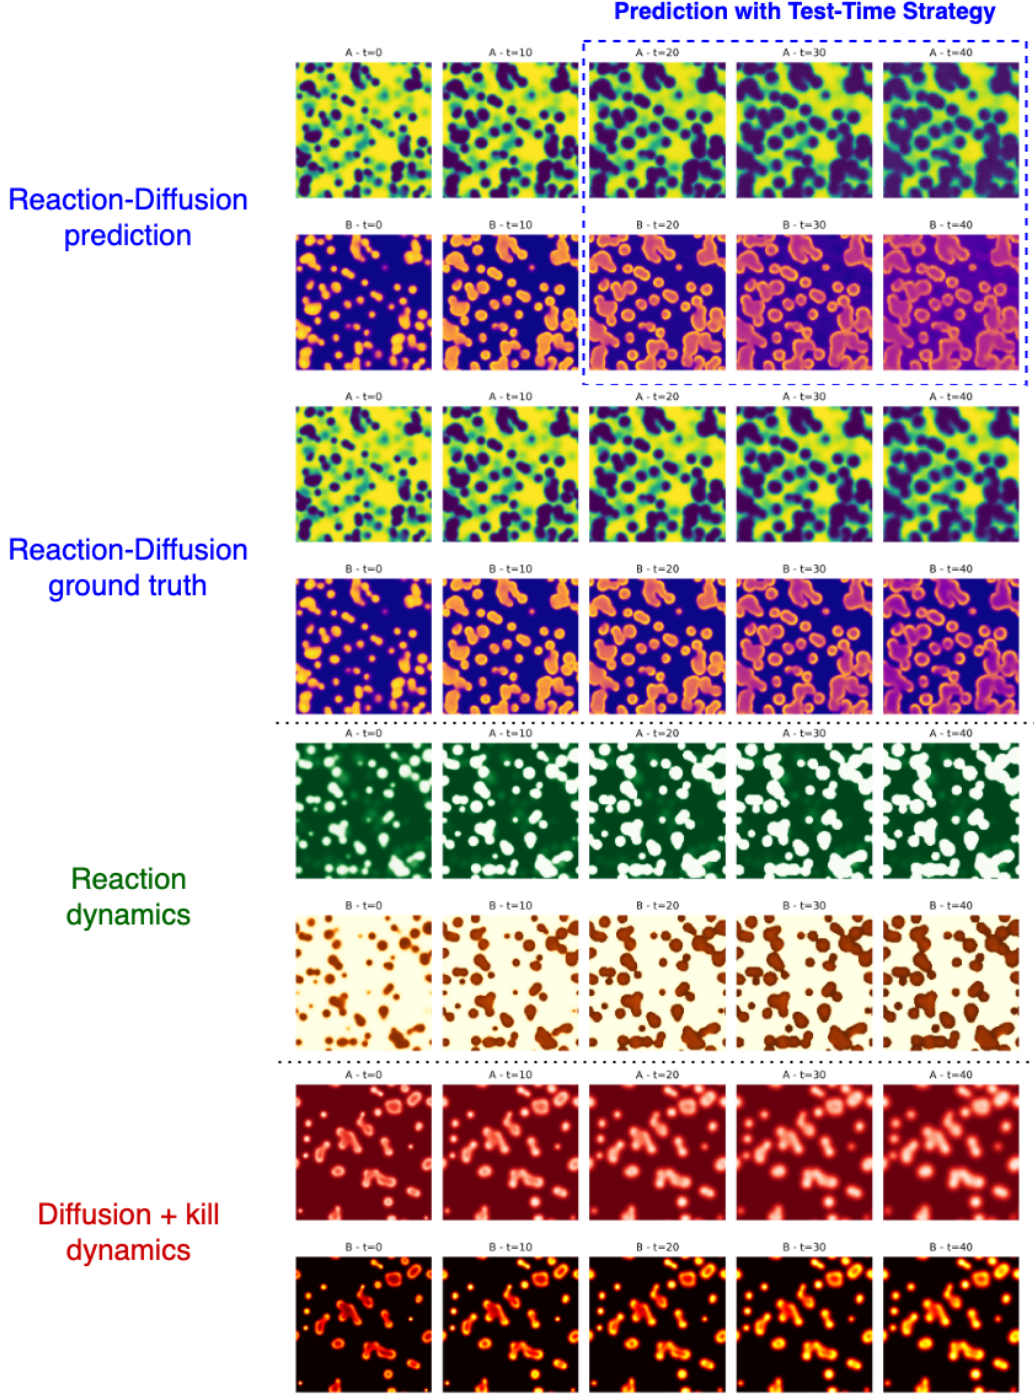 Prediction with Test-Time Strategy
A - t=0 A - t=10 A - t=20 A - t=30 A - t=40
Reaction-Diffusion
prediction
B - t=0 B - t=10 B - t=20 B - t=30 B - t=40
A - t=0 A - t=10 A - t=20 A - t=30 A - t=40
Reaction-Diffusion
ground truth
B - t=0 B - t=10 B - t=20 B - t=30 B - t=40
A - t=0 A - t=10 A - t=20 A - t=30 A - t=40
Reaction
dynamics
B - t=0 B - t=10 B - t=20 B - t=30 B - t=40
A - t=0 A - t=10 A - t=20 A - t=30 A - t=40
Diffusion + kill
dynamics
B - t=0 B - t=10 B - t=20 B - t=30 B - t=40